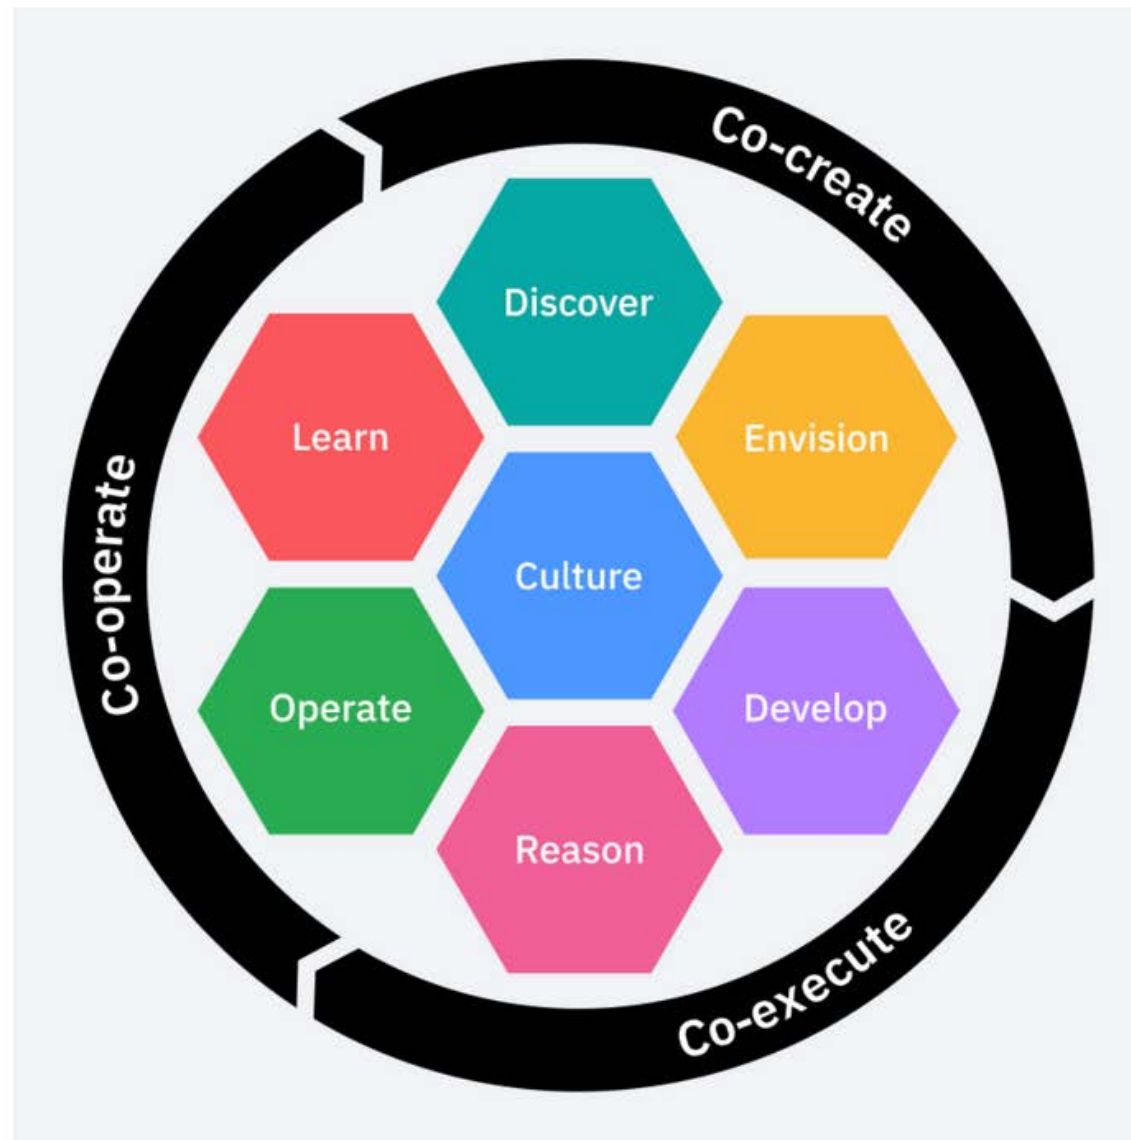 Co-create
Discover
Learn
Envision
Culture
Co-operate
Operate
Develop
Reason
Co-execute